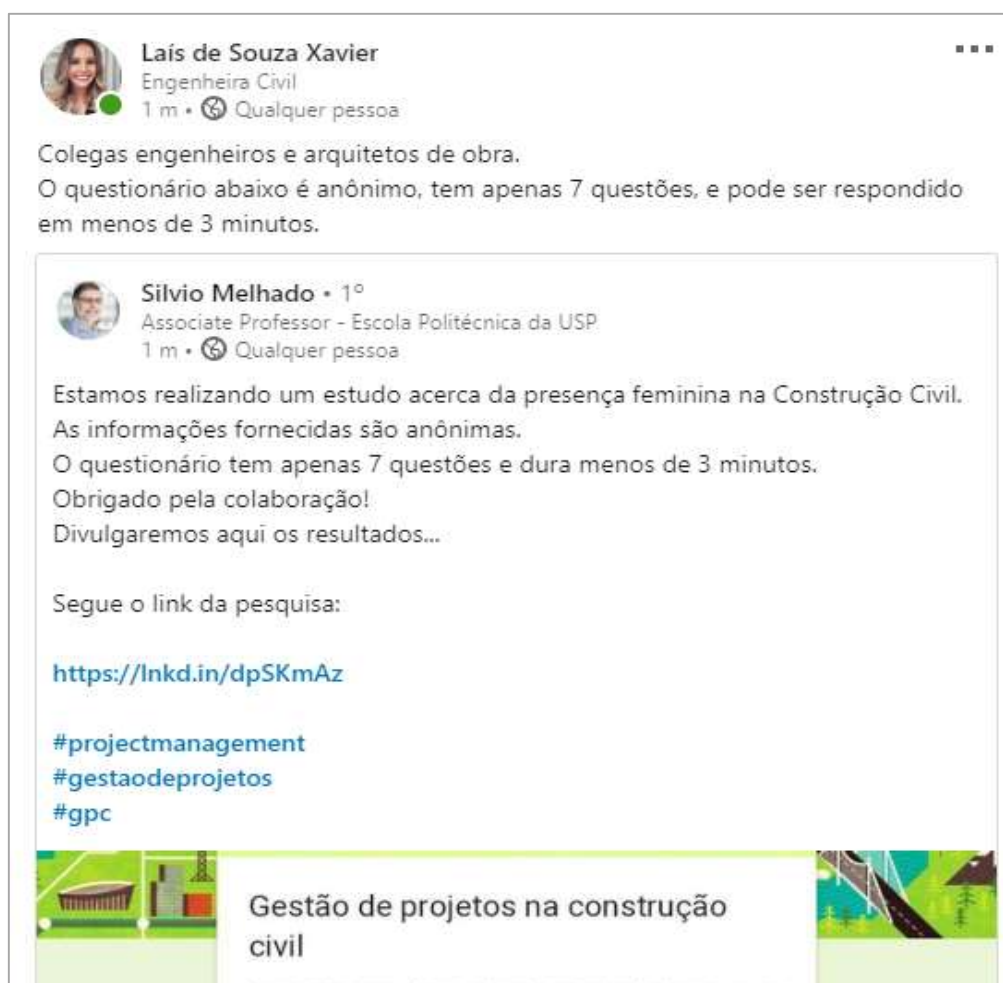 Laís de Souza Xavier
Engenheira Civil
1 m • Qualquer pessoa
Colegas engenheiros e arquitetos de obra.
O questionário abaixo é anônimo, tem apenas 7 questões, e pode ser respondido
em menos de 3 minutos.
Silvio Melhado • 1º
Associate Professor - Escola Politécnica da USP
1 m • Qualquer pessoa
Estamos realizando um estudo acerca da presença feminina na Construção Civil.
As informações fornecidas são anônimas.
O questionário tem apenas 7 questões e dura menos de 3 minutos.
Obrigado pela colaboração!
Divulgaremos aqui os resultados...
Segue o link da pesquisa:
https://lnkd.in/dpSKmAz
#projectmanagement
#gestaodeprojetos
#gpc
Gestão de projetos na construção
civil